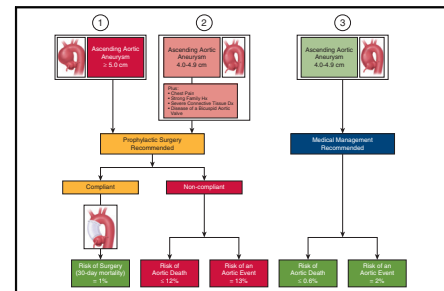 1
2
3
Ascending Aortic
Aneurysm
≥ 5.0 cm
Ascending Aortic
Aneurysm
4.0-4.9 cm
Plus:
• Chest Pain
• Strong Family Hx
• Severe Connective Tissue Dx
• Disease of a Bicuspid Aortic
Valve
Ascending Aortic
Aneurysm
4.0-4.9 cm
Prophylactic Surgery
Recommended
Medical Management
Recommended
Compliant
Non-compliant
Risk of Surgery
(30-day mortality)
= 1%
Risk of
Aortic Death
≤ 12%
Risk of an
Aortic Event
= 13%
Risk of
Aortic Death
≤ 0.6%
Risk of an
Aortic Event
= 2%